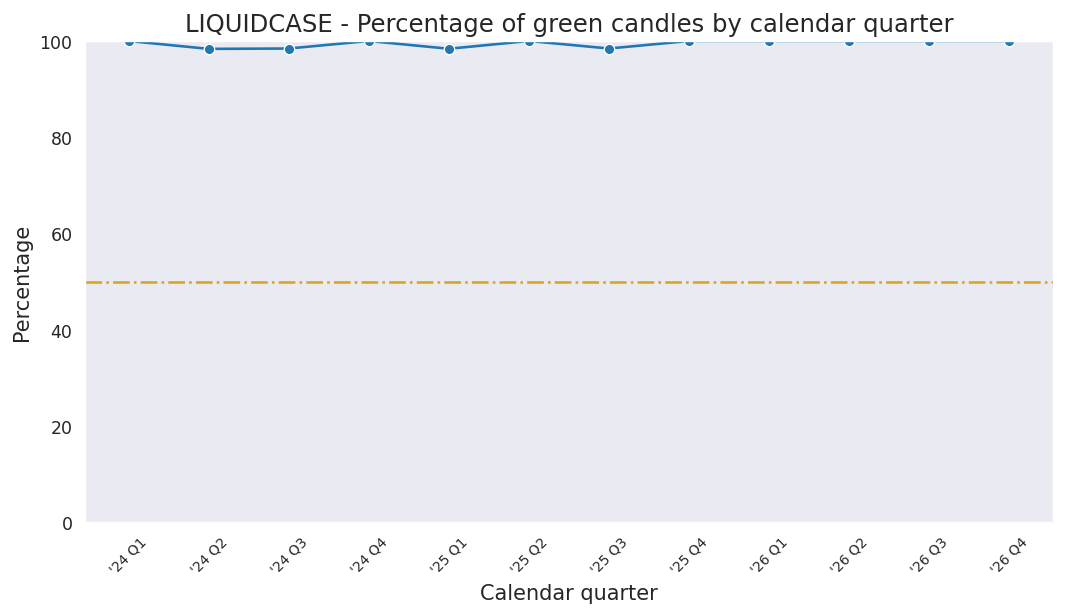 LIQUIDCASE - Percentage of green candles by calendar quarter
100
80
60
40
20
0
Percentage
'24 Q1
'24 Q2
'24 Q3
'24 Q4
'25 Q1
'25 Q2
'25 Q3
'25 Q4
'26 Q1
'26 Q2
'26 Q3
'26 Q4
Calendar quarter